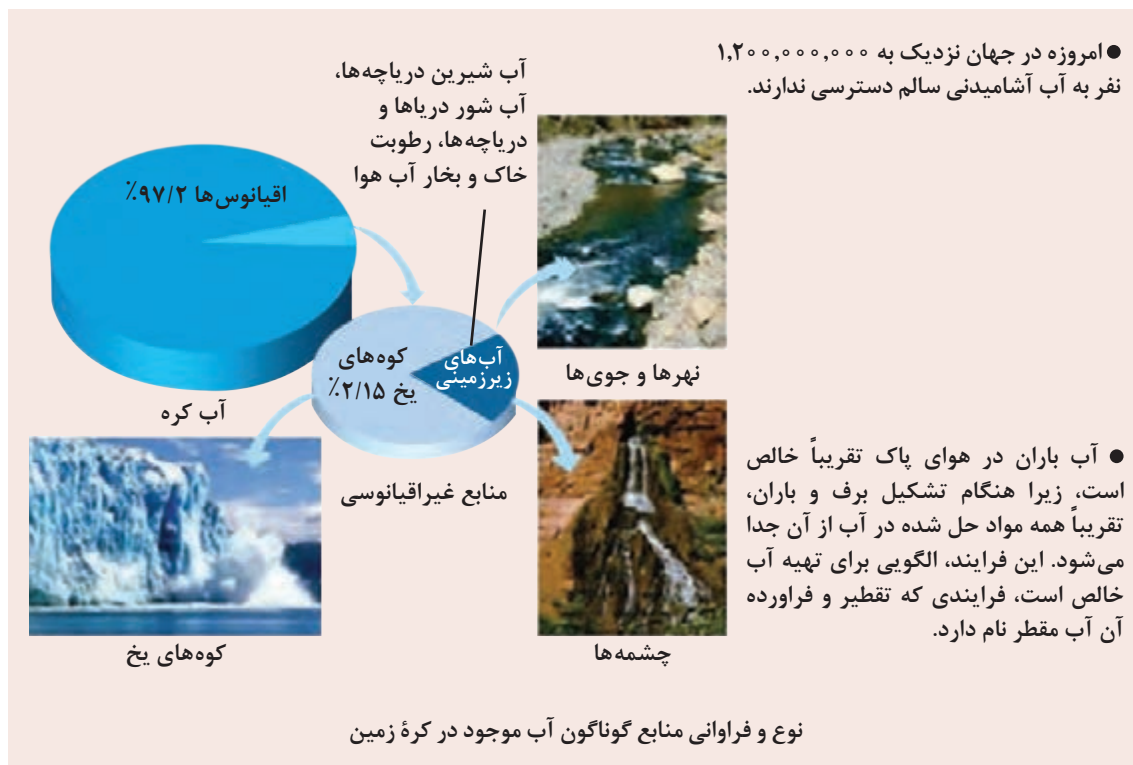 ● امروزه در جهان نزدیک به ۱,۲۰۰,۰۰۰,۰۰۰
نفر به آب آشامیدنی سالم دسترسی ندارند.
آب شیرین دریاچه‌ها،
آب شور دریاها و
دریاچه‌ها، رطوبت
خاک و بخار آب هوا
اقیانوس‌ها ۹۷/۲٪
آب کره
آب‌های
زیرزمینی
کوه‌های
یخ ۲/۱۵٪
منابع غیراقیانوسی
نهرها و جوی‌ها
● آب باران در هوای پاک تقریباً خالص
است، زیرا هنگام تشکیل برف و باران،
تقریباً همه مواد حل شده در آب از آن جدا
می‌شود. این فرایند، الگویی برای تهیه آب
خالص است، فرایندی که تقطیر و فراورده
آن آب مقطر نام دارد.
چشمه‌ها
کوه‌های یخ
نوع و فراوانی منابع گوناگون آب موجود در کرهٔ زمین